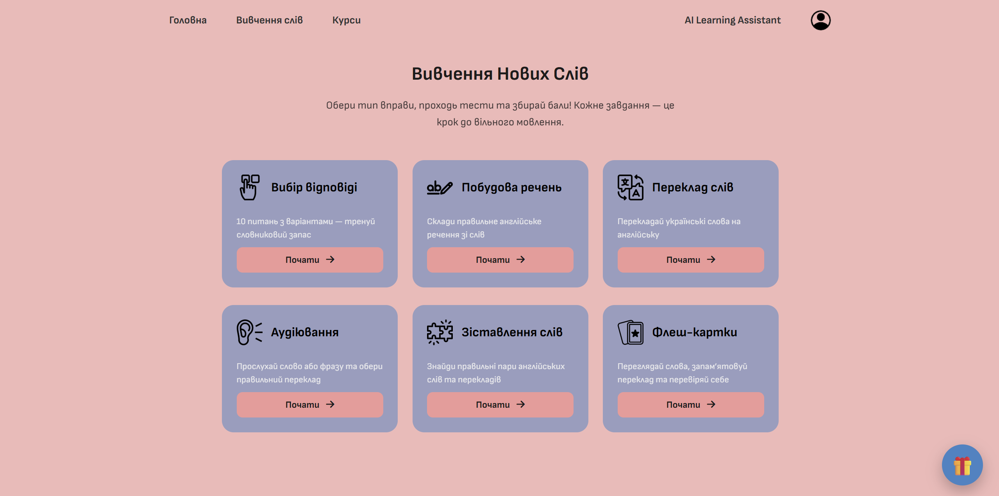 Головна Вивчення слів Курси AI Learning Assistant
Вивчення Нових Слів
Обери тип вправи, проходь тести та збирай бали! Кожне завдання — це
крок до вільного мовлення.
Вибір відповіді
10 питань з варіантами — тренуй
словниковий запас
Почати →
Побудова речень
Склади правильне англійське
речення зі слів
Почати →
Переклад слів
Перекладай українські слова на
англійську
Почати →
Аудіювання
Прослухай слово або фразу та обери
правильний переклад
Почати →
Зіставлення слів
Знайди правильні пари англійських
слів та перекладів
Почати →
Флеш-картки
Переглядай слова, запам’ятовуй
переклад та перевіряй себе
Почати →